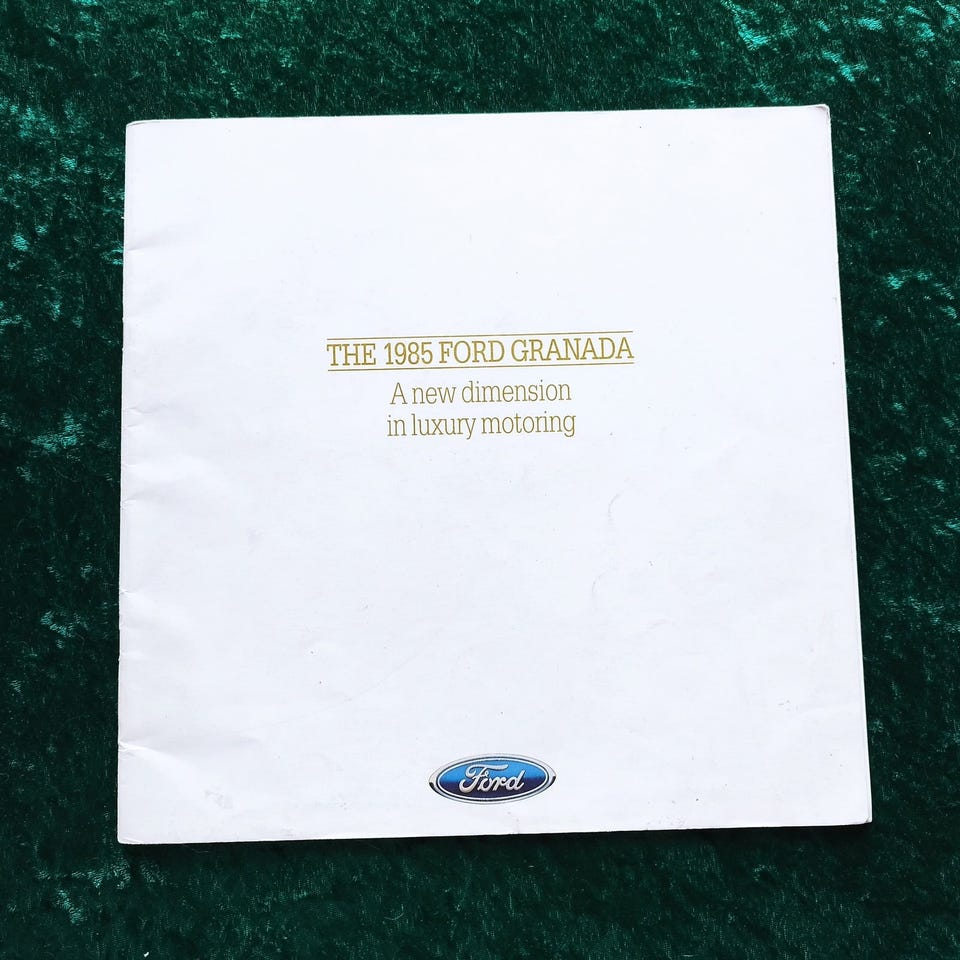 THE 1985 FORD GRANADA
A new dimension
in luxury motoring
Ford